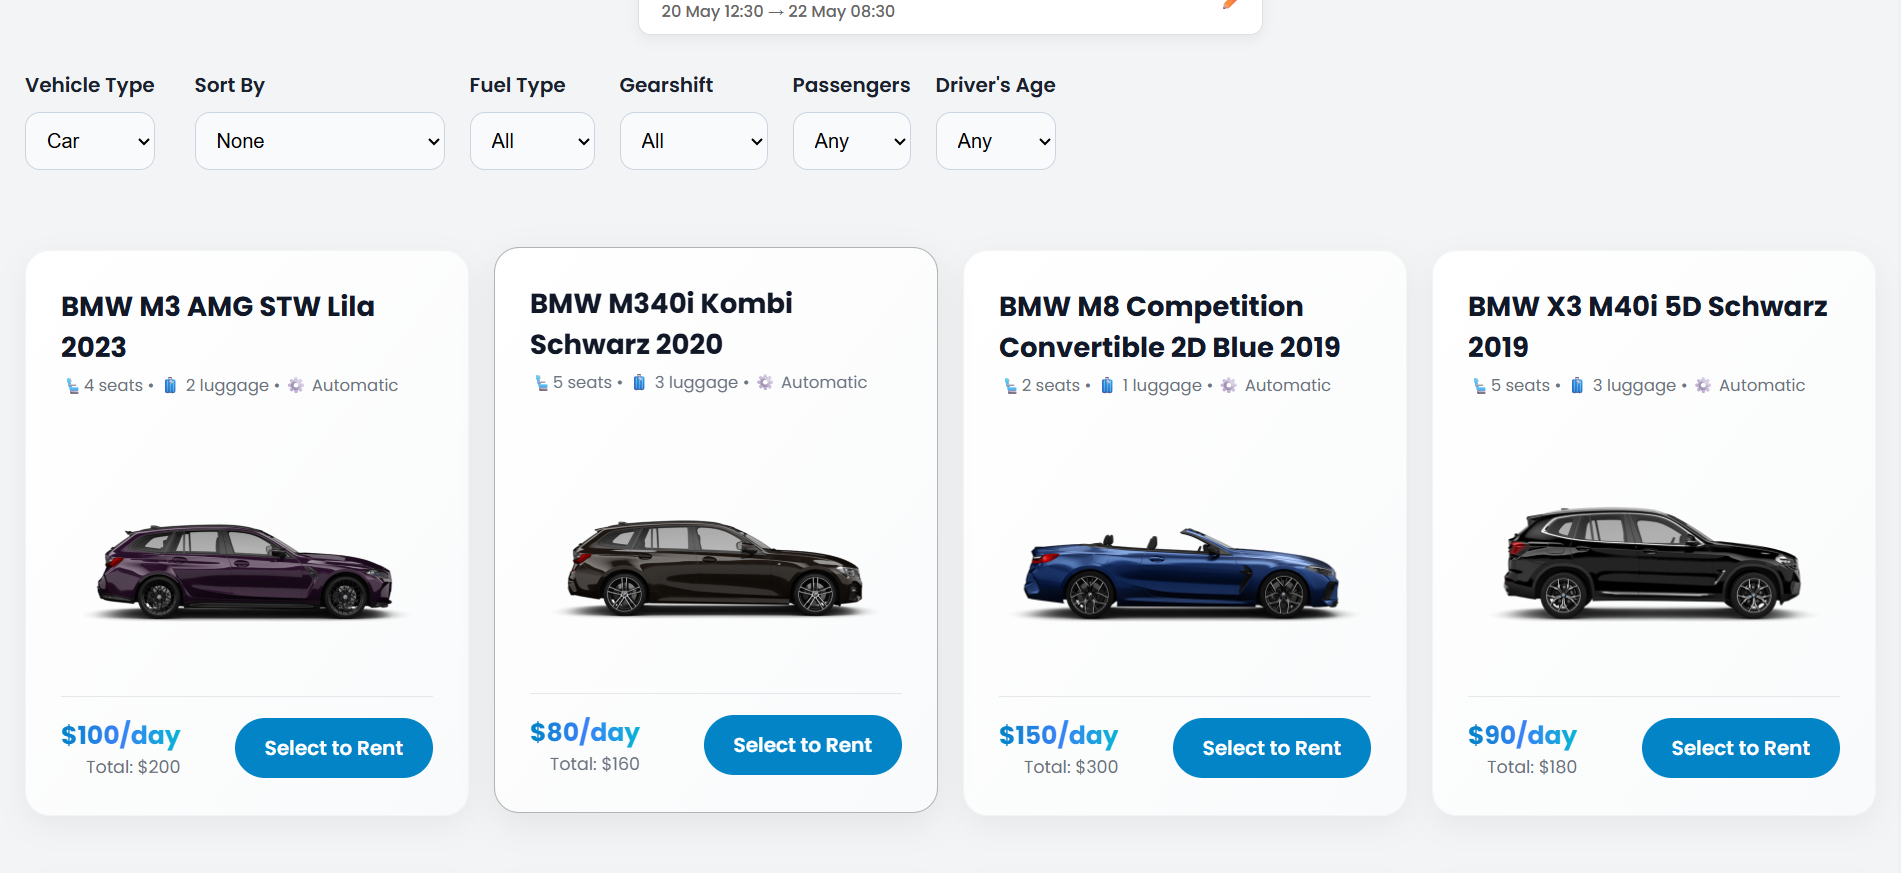 20 May 12:30 → 22 May 08:30
Vehicle Type
Sort By
Fuel Type
Gearshift
Passengers
Driver's Age
Car
None
All
All
Any
Any
BMW M3 AMG STW Lila
2023
4 seats • 2 luggage • Automatic
$100/day
Total: $200
Select to Rent
BMW M340i Kombi
Schwarz 2020
5 seats • 3 luggage • Automatic
$80/day
Total: $160
Select to Rent
BMW M8 Competition
Convertible 2D Blue 2019
2 seats • 1 luggage • Automatic
$150/day
Total: $300
Select to Rent
BMW X3 M40i 5D Schwarz
2019
5 seats • 3 luggage • Automatic
$90/day
Total: $180
Select to Rent